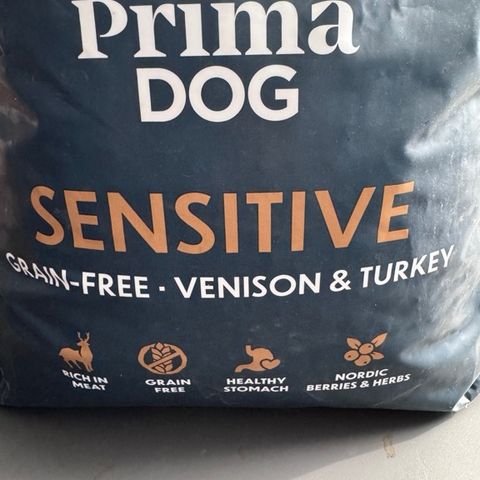 Prima
DOG
SENSITIVE
GRAIN-FREE · VENISON & TURKEY
RICH IN
MEAT
GRAIN
FREE
HEALTHY
STOMACH
NORDIC
BERRIES & HERBS